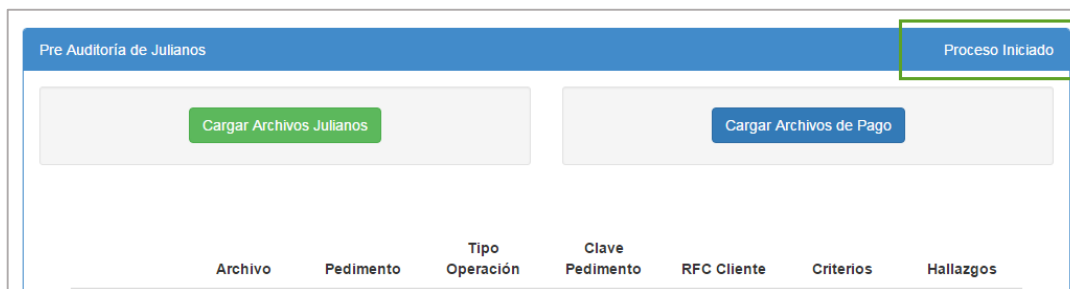 Pre Auditoría de Julianos Proceso Iniciado
Cargar Archivos Julianos Cargar Archivos de Pago
Archivo Pedimento Tipo Operación Clave Pedimento RFC Cliente Criterios Hallazgos